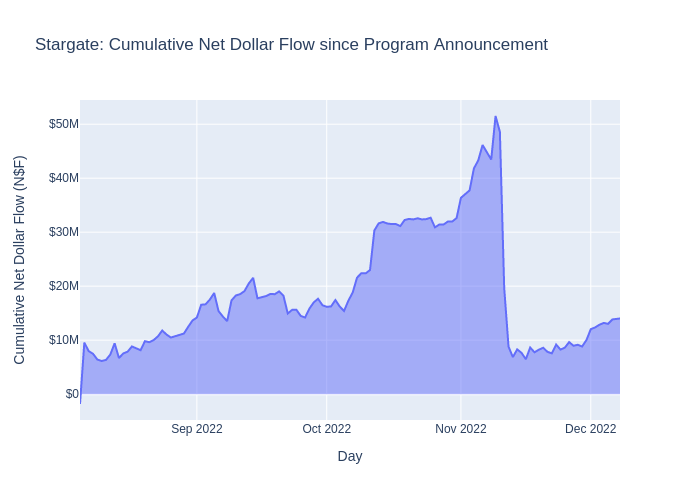 Stargate: Cumulative Net Dollar Flow since Program Announcement
Cumulative Net Dollar Flow (N$F)
$50M
$40M
$30M
$20M
$10M
$0
Sep 2022
Oct 2022
Nov 2022
Dec 2022
Day